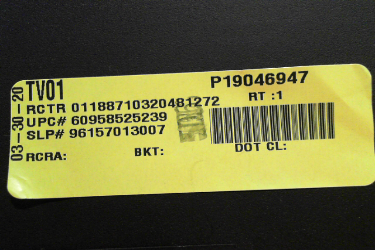 03-30-20
TV01
P19046947
RCTR 01188710320481272
RT :1
UPC# 60958525239
SLP# 96157013007
RCRA: BKT: DOT CL: